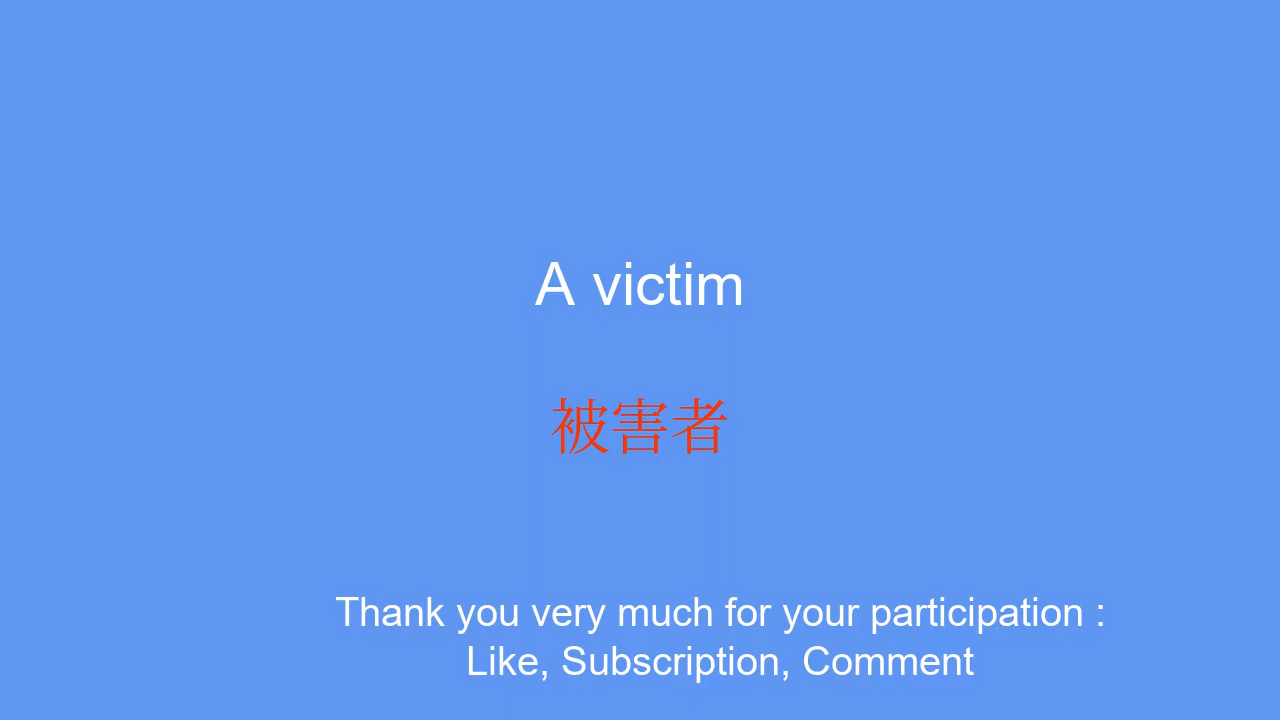 A victim
被害者
Thank you very much for your participation :
Like, Subscription, Comment